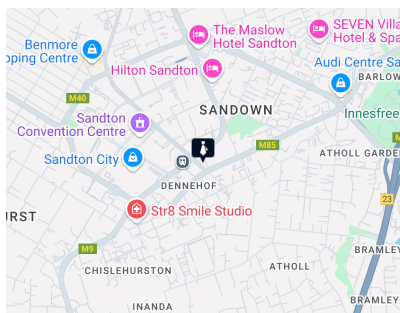 The Maslow
Hotel Sandton
SEVEN Villa
Hotel & Spa
Benmore
pping Centre
Hilton Sandton
Audi Centre Sa
BARLOW
M40
SANDOWN
Innesfree
Sandton
Convention Centre
M85
ATHOLL GARDE
Sandton City
DENNEHOF
23
Str8 Smile Studio
URST
M9
BRAMLEY
CHISLEHURSTON
ATHOLL
BRAMLEY
INANDA